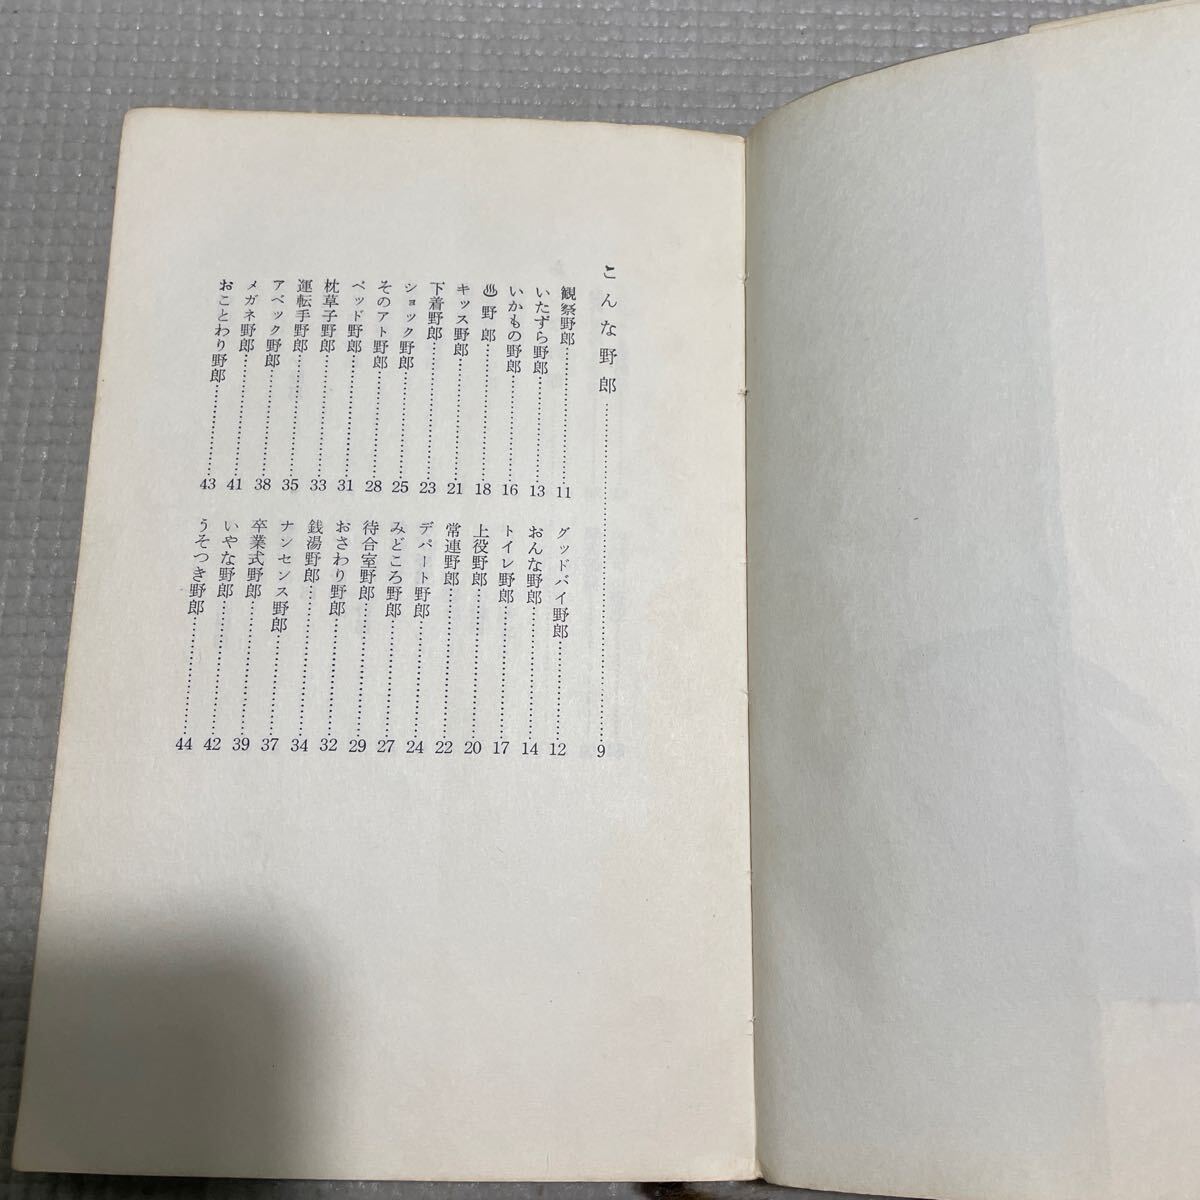 こんな野郎……9
観察野郎……11
グッドバイ野郎……12
いたずら野郎……13
おんな野郎……14
いかもの野郎……16
トイレ野郎……17
♨野郎……18
上役野郎……20
キッス野郎……21
常連野郎……22
下着野郎……23
デパート野郎……24
ショック野郎……25
みどころ野郎……27
そのアト野郎……28
待合室野郎……29
ベッド野郎……31
おさわり野郎……32
枕草子野郎……33
銭湯野郎……34
運転手野郎……35
ナンセンス野郎……37
アベック野郎……38
卒業式野郎……39
メガネ野郎……41
いやな野郎……42
おことわり野郎……43
うそつき野郎……44